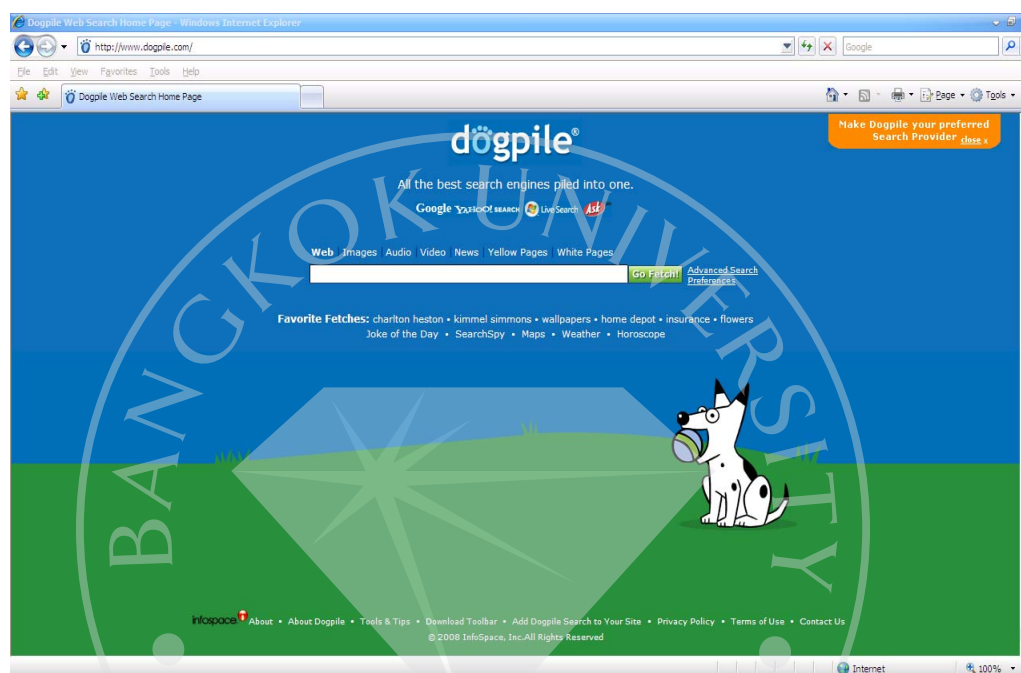 Dogpile Web Search Home Page - Windows Internet Explorer
http://www.dogpile.com/
Google
File Edit View Favorites Tools Help
Dogpile Web Search Home Page
Page Tools
Make Dogpile your preferred
Search Provider close x
dogpile®
All the best search engines piled into one.
Google YAHOO! SEARCH Live Search Ask
Web Images Audio Video News Yellow Pages White Pages
Go Fetch! Advanced Search
Preferences
Favorite Fetches: charlton heston • kimmel simmons • wallpapers • home depot • insurance • flowers
Joke of the Day • SearchSpy • Maps • Weather • Horoscope
BANGKOK UNIVERSITY
infospace About • About Dogpile • Tools & Tips • Download Toolbar • Add Dogpile Search to Your Site • Privacy Policy • Terms of Use • Contact Us
© 2008 InfoSpace, Inc.All Rights Reserved
Internet 100%